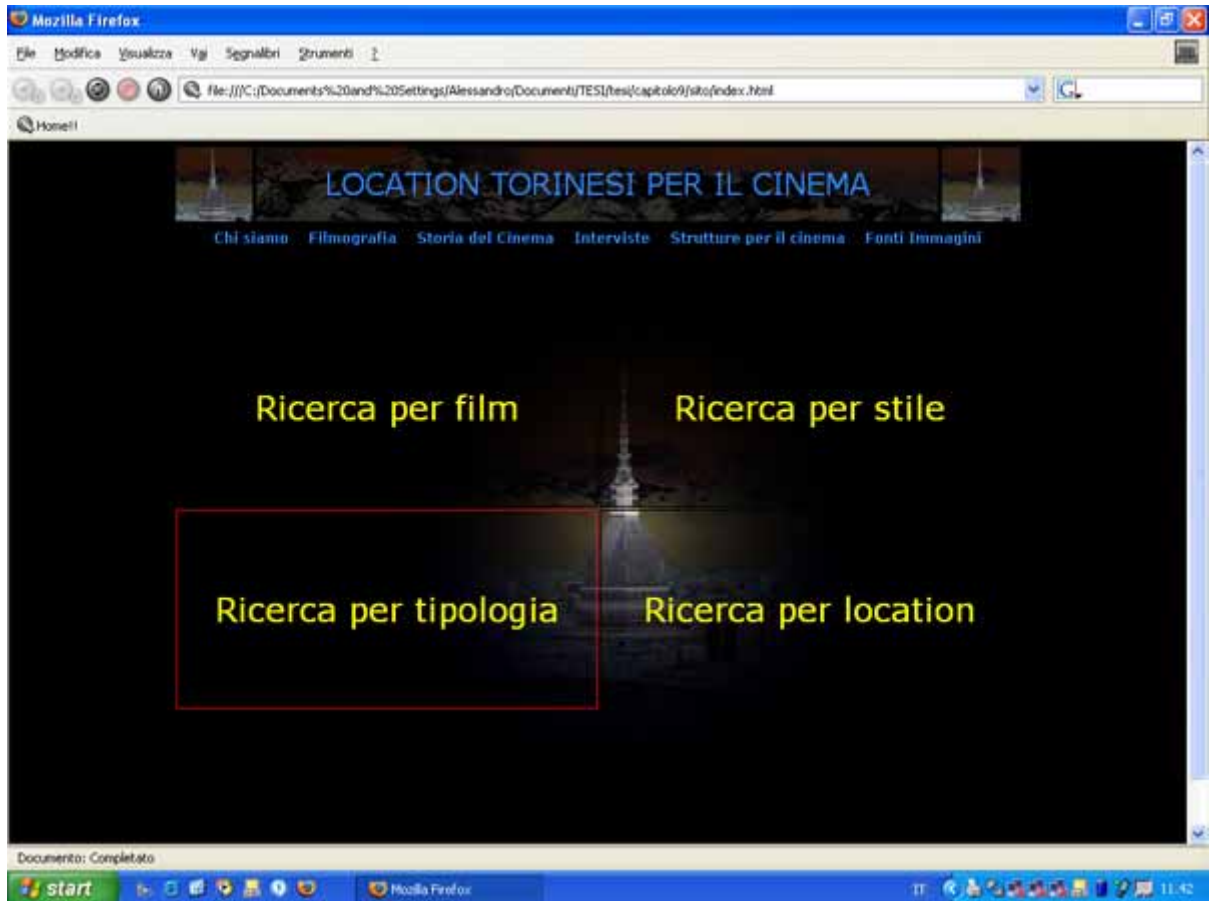 Mozilla Firefox
File Modifica Visualizza Vai Segnalibri Strumenti ?
file:///C:/Documents%20and%20Settings/Alessandro/Documenti/TESI/tesi/capitolo9/sito/index.html
G
Home!!
LOCATION TORINESI PER IL CINEMA
Chi siamo Filmografia Storia del Cinema Interviste Strutture per il cinema Fonti Immagini
Ricerca per film Ricerca per stile
Ricerca per tipologia Ricerca per location
Documento: Completato
start Mozilla Firefox IT 11.42